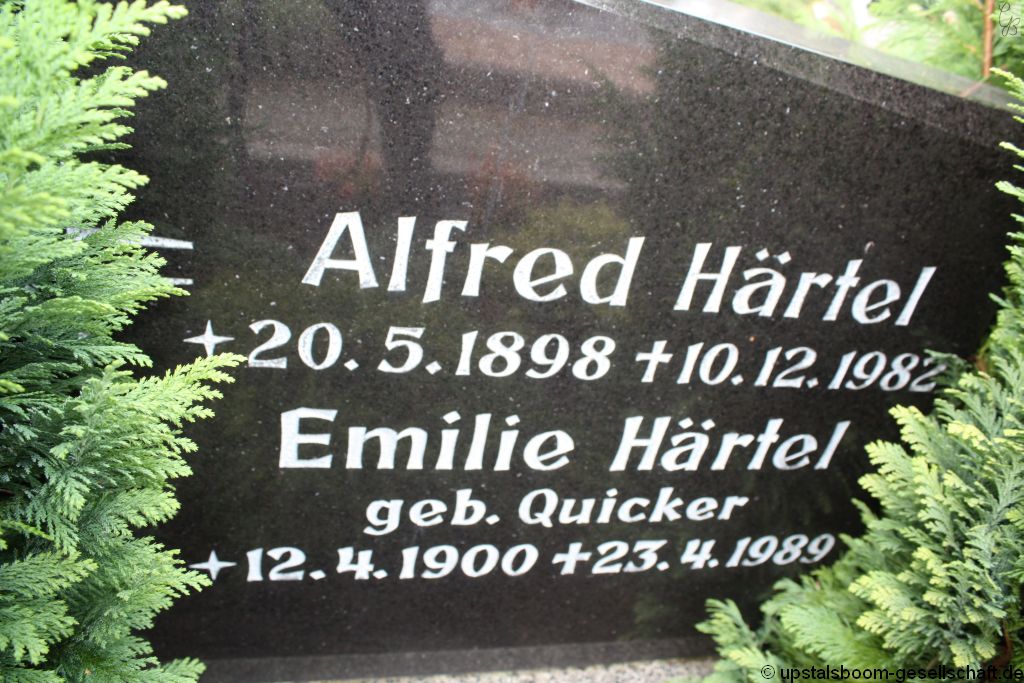 Alfred Härtel
20.5.1898 † 10.12.1982
Emilie Härtel
geb. Quicker
12.4.1900 † 23.4.1989
© upstalsboom-gesellschaft.de